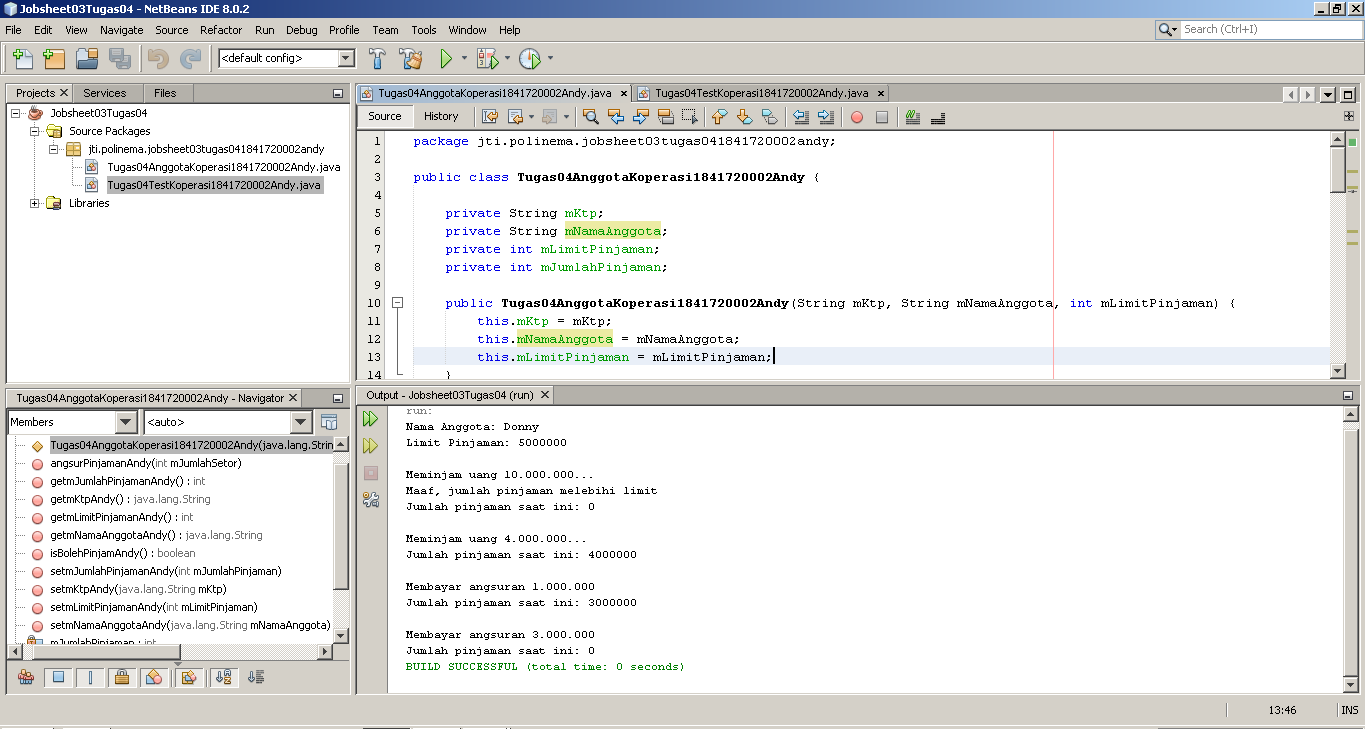 Jobsheet03Tugas04 - NetBeans IDE 8.0.2
File Edit View Navigate Source Refactor Run Debug Profile Team Tools Window Help
Search (Ctrl+I)
<default config>
Projects Services Files
Jobsheet03Tugas04
Source Packages
jti.polinema.jobsheet03tugas041841720002andy
Tugas04AnggotaKoperasi1841720002Andy.java
Tugas04TestKoperasi1841720002Andy.java
Libraries
Tugas04AnggotaKoperasi1841720002Andy.java Tugas04TestKoperasi1841720002Andy.java
Source History
1 package jti.polinema.jobsheet03tugas041841720002andy;
2
3 public class Tugas04AnggotaKoperasi1841720002Andy {
4
5 private String mKtp;
6 private String mNamaAnggota;
7 private int mLimitPinjaman;
8 private int mJumlahPinjaman;
9
10 public Tugas04AnggotaKoperasi1841720002Andy(String mKtp, String mNamaAnggota, int mLimitPinjaman) {
11 this.mKtp = mKtp;
12 this.mNamaAnggota = mNamaAnggota;
13 this.mLimitPinjaman = mLimitPinjaman;
14 }
Tugas04AnggotaKoperasi1841720002Andy - Navigator
Members <auto>
Tugas04AnggotaKoperasi1841720002Andy(java.lang.Strin
angsurPinjamanAndy(int mJumlahSetor)
getmJumlahPinjamanAndy() : int
getmKtpAndy() : java.lang.String
getmLimitPinjamanAndy() : int
getmNamaAnggotaAndy() : java.lang.String
isBolehPinjamAndy() : boolean
setmJumlahPinjamanAndy(int mJumlahPinjaman)
setmKtpAndy(java.lang.String mKtp)
setmLimitPinjamanAndy(int mLimitPinjaman)
setmNamaAnggotaAndy(java.lang.String mNamaAnggota)
mJumlahPinjaman : int
Output - Jobsheet03Tugas04 (run)
run:
Nama Anggota: Donny
Limit Pinjaman: 5000000
Meminjam uang 10.000.000...
Maaf, jumlah pinjaman melebihi limit
Jumlah pinjaman saat ini: 0
Meminjam uang 4.000.000...
Jumlah pinjaman saat ini: 4000000
Membayar angsuran 1.000.000
Jumlah pinjaman saat ini: 3000000
Membayar angsuran 3.000.000
Jumlah pinjaman saat ini: 0
BUILD SUCCESSFUL (total time: 0 seconds)
13:46 INS